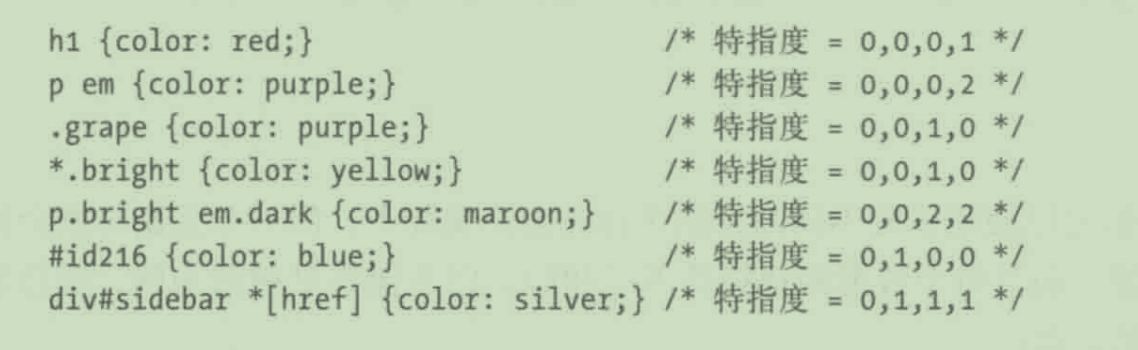 h1 {color: red;} /* 特指度 = 0,0,0,1 */
p em {color: purple;} /* 特指度 = 0,0,0,2 */
.grape {color: purple;} /* 特指度 = 0,0,1,0 */
*.bright {color: yellow;} /* 特指度 = 0,0,1,0 */
p.bright em.dark {color: maroon;} /* 特指度 = 0,0,2,2 */
#id216 {color: blue;} /* 特指度 = 0,1,0,0 */
div#sidebar *[href] {color: silver;} /* 特指度 = 0,1,1,1 */